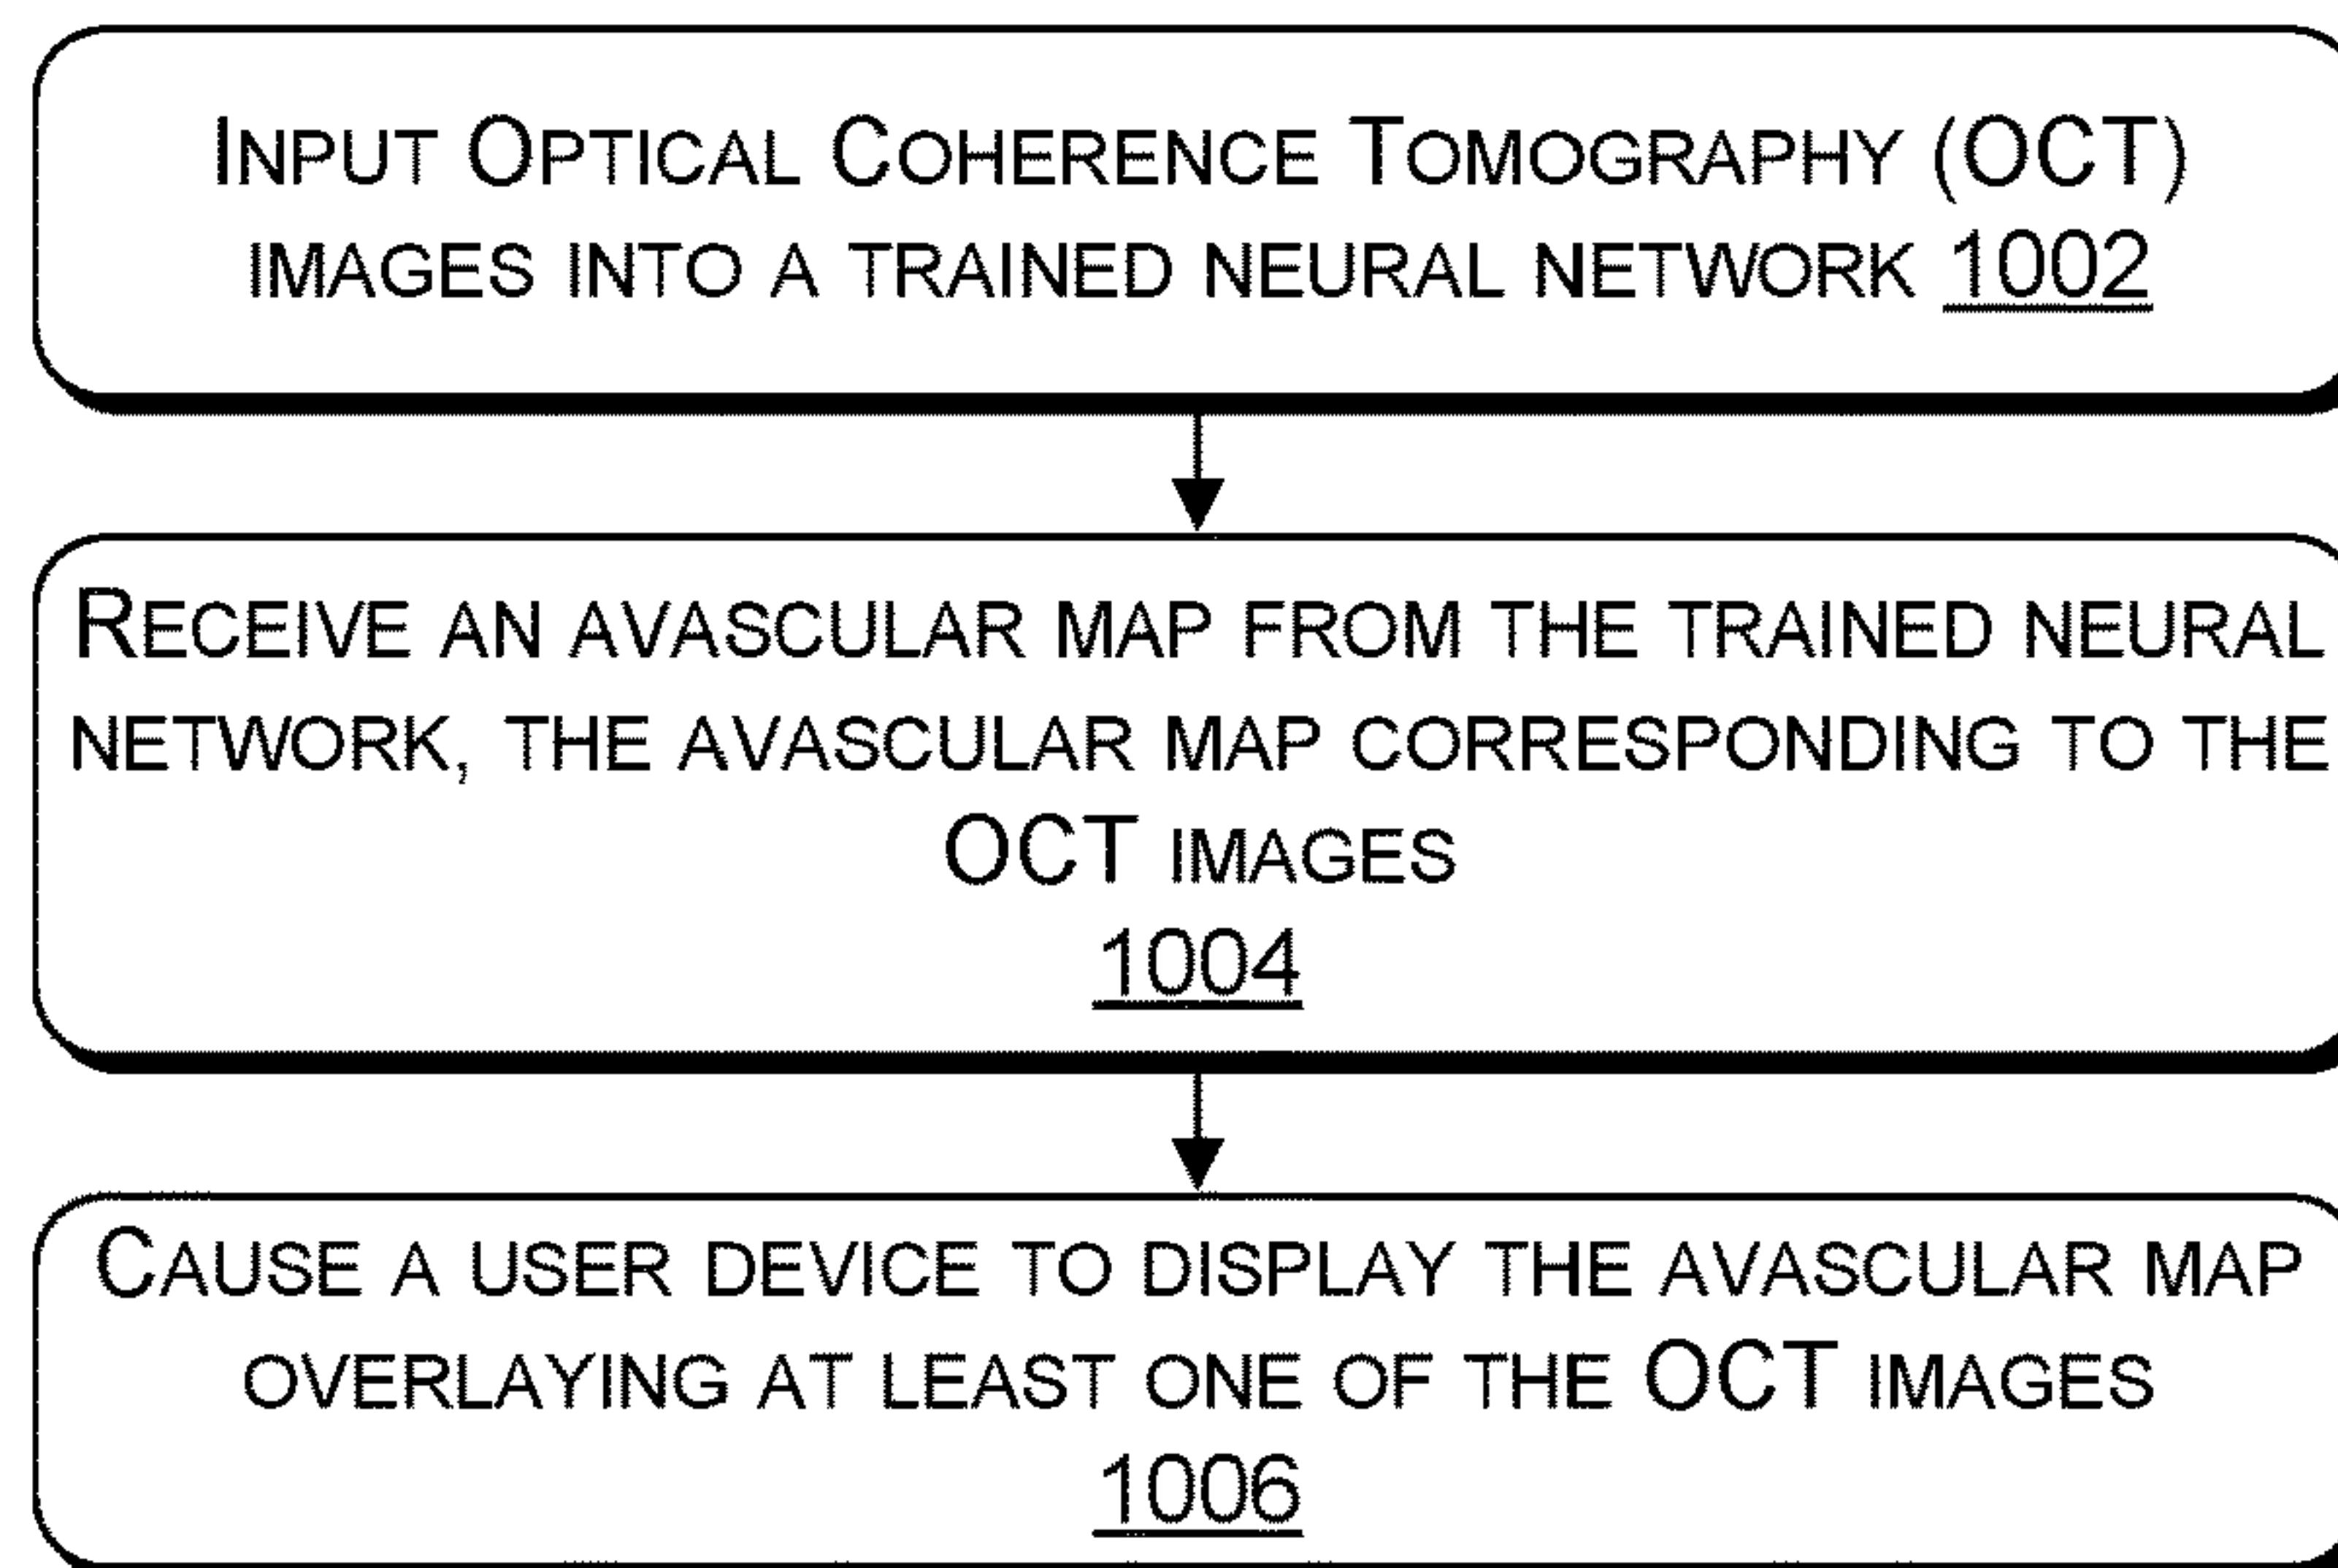 INPUT OPTICAL COHERENCE TOMOGRAPHY (OCT)
IMAGES INTO A TRAINED NEURAL NETWORK 1002
RECEIVE AN AVASCULAR MAP FROM THE TRAINED NEURAL
NETWORK, THE AVASCULAR MAP CORRESPONDING TO THE
OCT IMAGES
1004
CAUSE A USER DEVICE TO DISPLAY THE AVASCULAR MAP
OVERLAYING AT LEAST ONE OF THE OCT IMAGES
1006